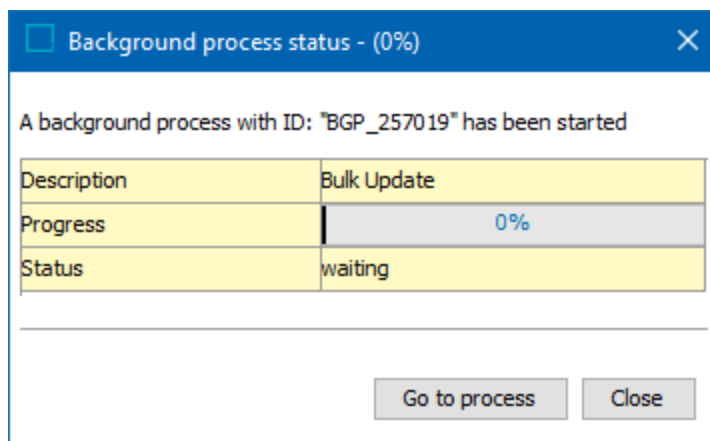 Background process status - (0%)
A background process with ID: "BGP_257019" has been started
Description Bulk Update
Progress 0%
Status waiting
Go to process Close